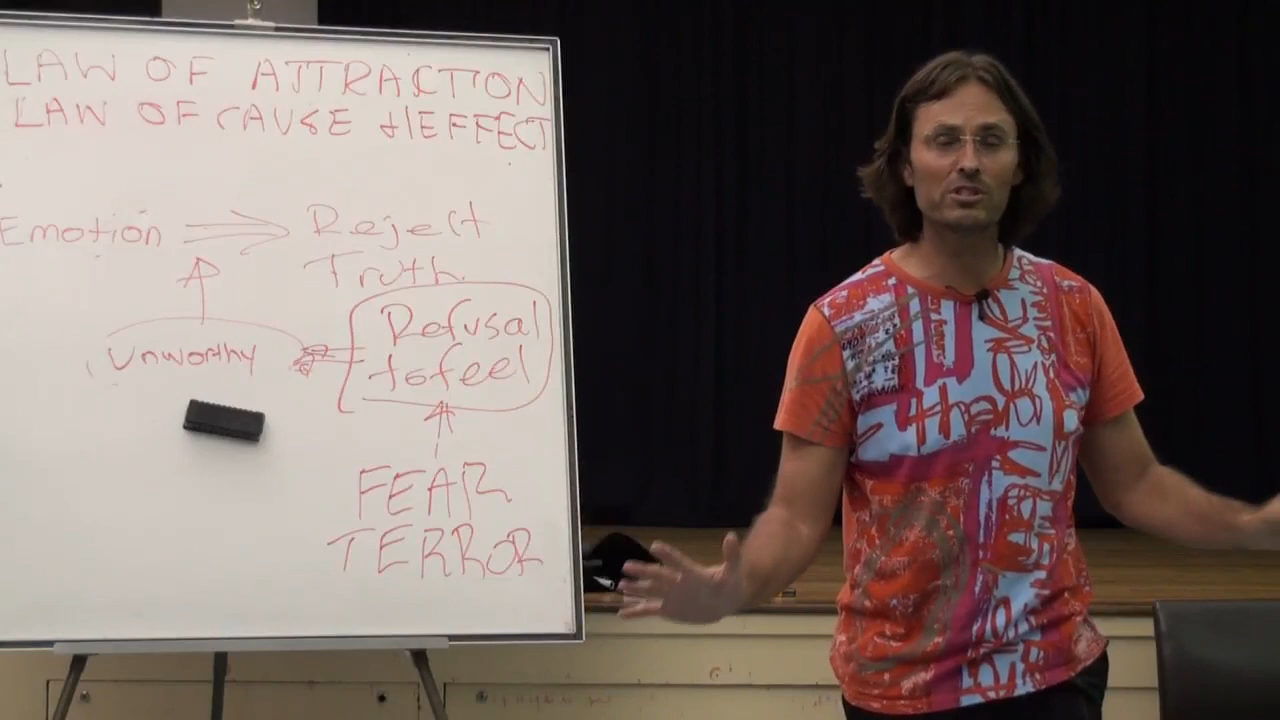 LAW OF ATTRACTION
LAW OF CAUSE & EFFECT
Emotion
Reject
Truth
Unworthy
Refusal
to feel
FEAR
TERROR